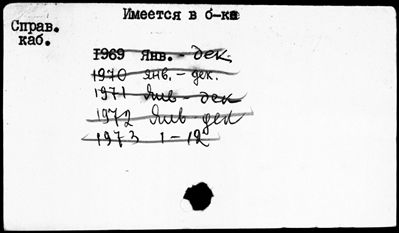 Имеется в б-ке
Справ.
каб.
1969 Янв. - дек.
1970 янв. - дек.
1971 Янв - дек
1972 Янв - дек
1973 1-12